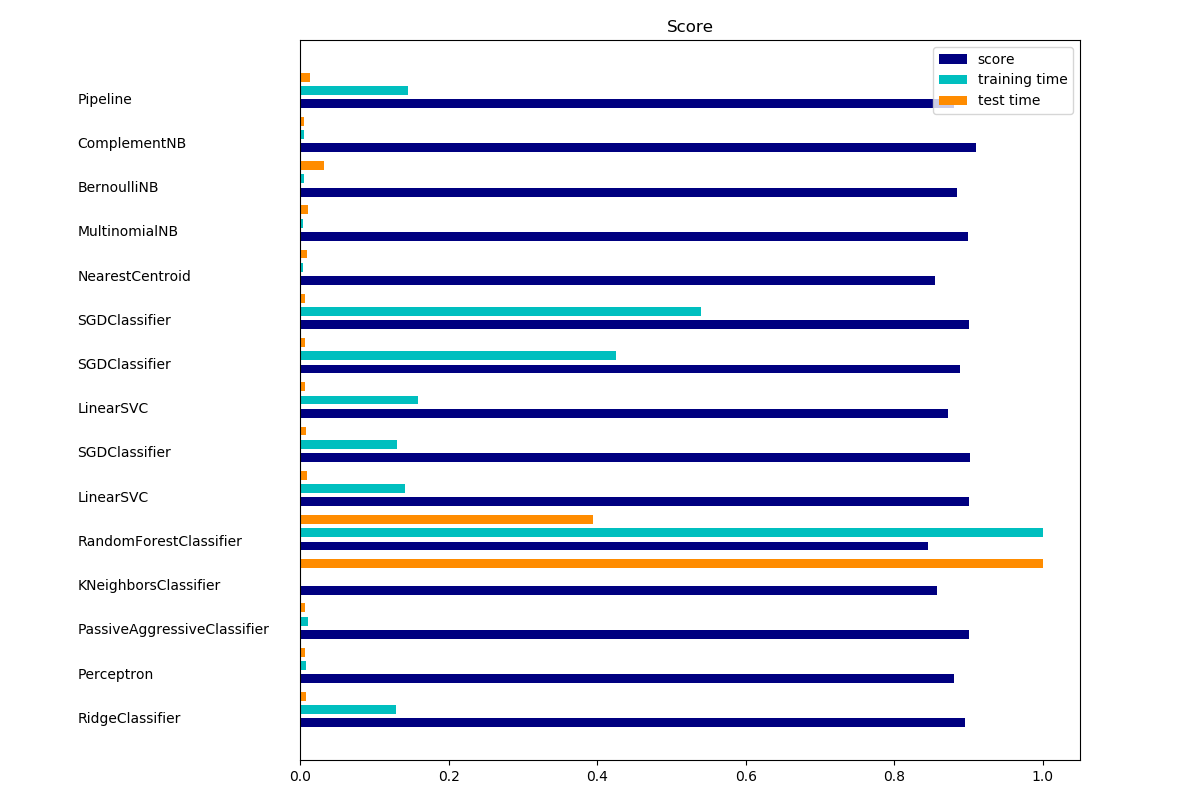 Score
score
training time
test time
Pipeline
ComplementNB
BernoulliNB
MultinomialNB
NearestCentroid
SGDClassifier
SGDClassifier
LinearSVC
SGDClassifier
LinearSVC
RandomForestClassifier
KNeighborsClassifier
PassiveAggressiveClassifier
Perceptron
RidgeClassifier
0.0 0.2 0.4 0.6 0.8 1.0